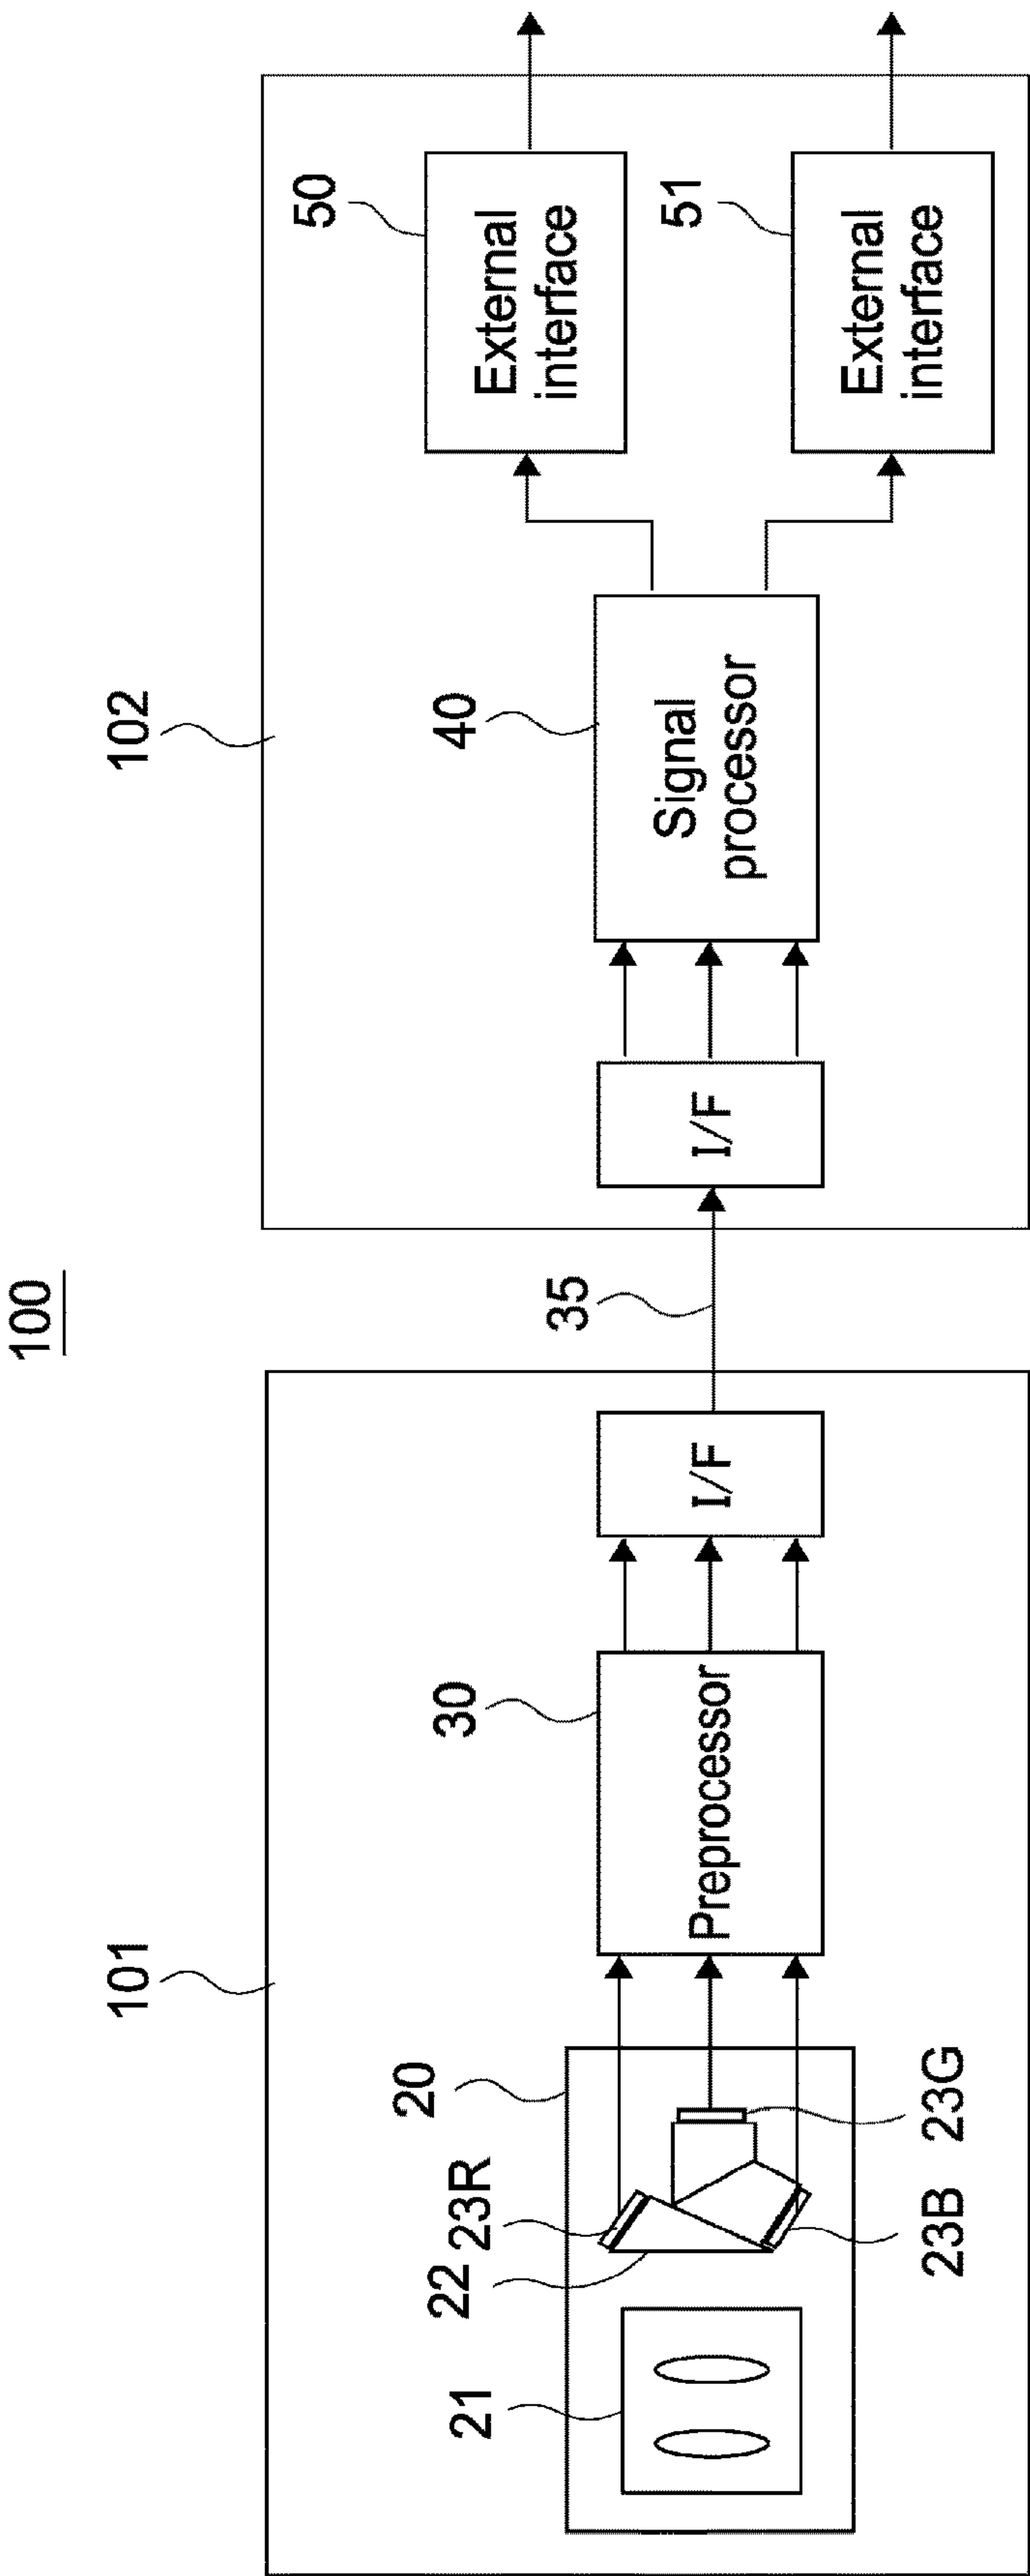 100
101
102
20
21
22
23R
23G
23B
30
Preprocessor
I/F
35
I/F
40
Signal
processor
50
External
interface
51
External
interface